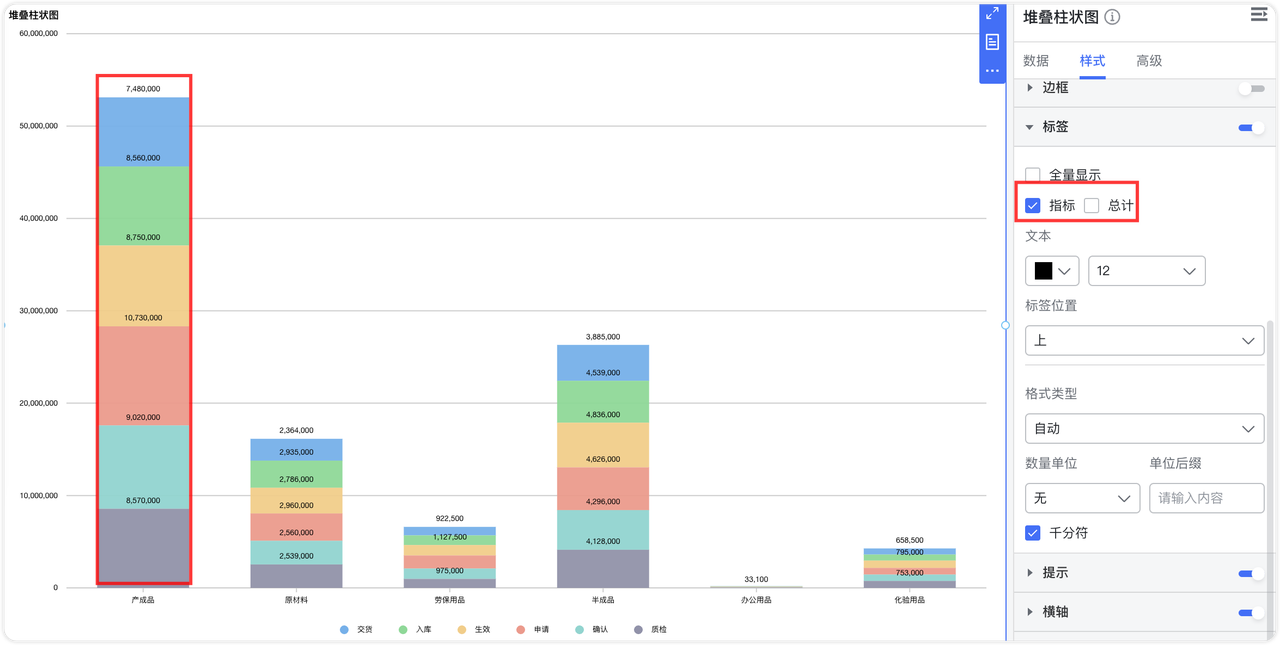 堆叠柱状图
60,000,000
50,000,000
40,000,000
30,000,000
20,000,000
10,000,000
0
7,480,000
8,560,000
8,750,000
10,730,000
9,020,000
8,570,000
2,364,000
2,935,000
2,786,000
2,960,000
2,560,000
2,539,000
922,500
1,127,500
975,000
3,885,000
4,539,000
4,836,000
4,626,000
4,296,000
4,128,000
33,100
658,500
795,000
753,000
产成品 原材料 劳保用品 半成品 办公用品 化验用品
交货 入库 生效 申请 确认 质检
堆叠柱状图
数据 样式 高级
边框
标签
全量显示
指标 总计
文本
12
标签位置
上
格式类型
自动
数量单位 单位后缀
无 请输入内容
千分符
提示
横轴